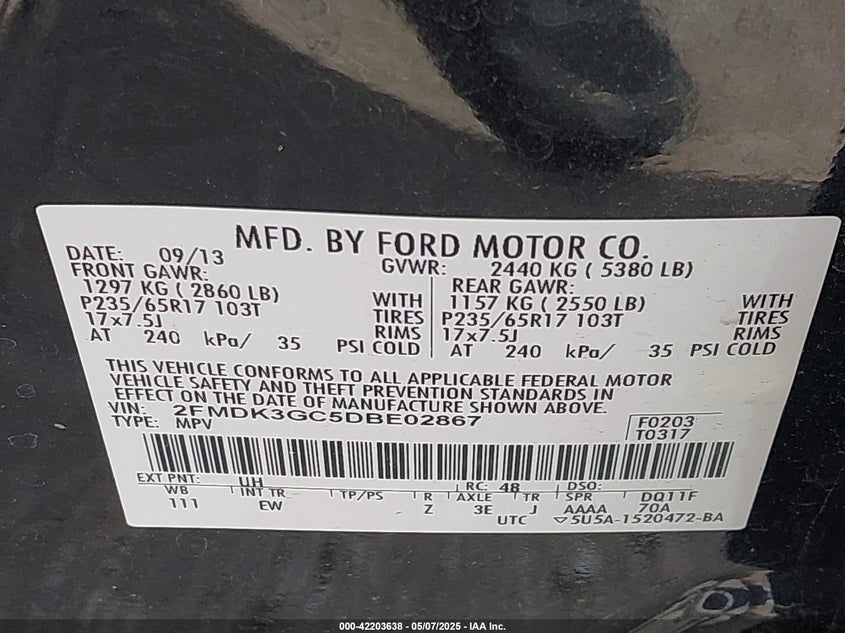 MFD. BY FORD MOTOR CO.
DATE: 09/13 GVWR: 2440 KG ( 5380 LB)
FRONT GAWR: REAR GAWR:
1297 KG ( 2860 LB) WITH 1157 KG ( 2550 LB) WITH
P235/65R17 103T TIRES P235/65R17 103T TIRES
17x7.5J RIMS 17x7.5J RIMS
AT 240 kPa/ 35 PSI COLD AT 240 kPa/ 35 PSI COLD
THIS VEHICLE CONFORMS TO ALL APPLICABLE FEDERAL MOTOR
VEHICLE SAFETY AND THEFT PREVENTION STANDARDS IN
EFFECT ON THE DATE OF MANUFACTURE SHOWN ABOVE.
VIN: 2FMDK3GC5DBE02867 F0203
TYPE: MPV T0317
EXT PNT: UH RC: 48 DSO:
WB INT TR TP/PS R AXLE TR SPR DQ11F
111 EW Z 3E J AAAA 70A
UTC ▽5U5A-1520472-BA
000-42203638 - 05/07/2025 - IAA Inc.